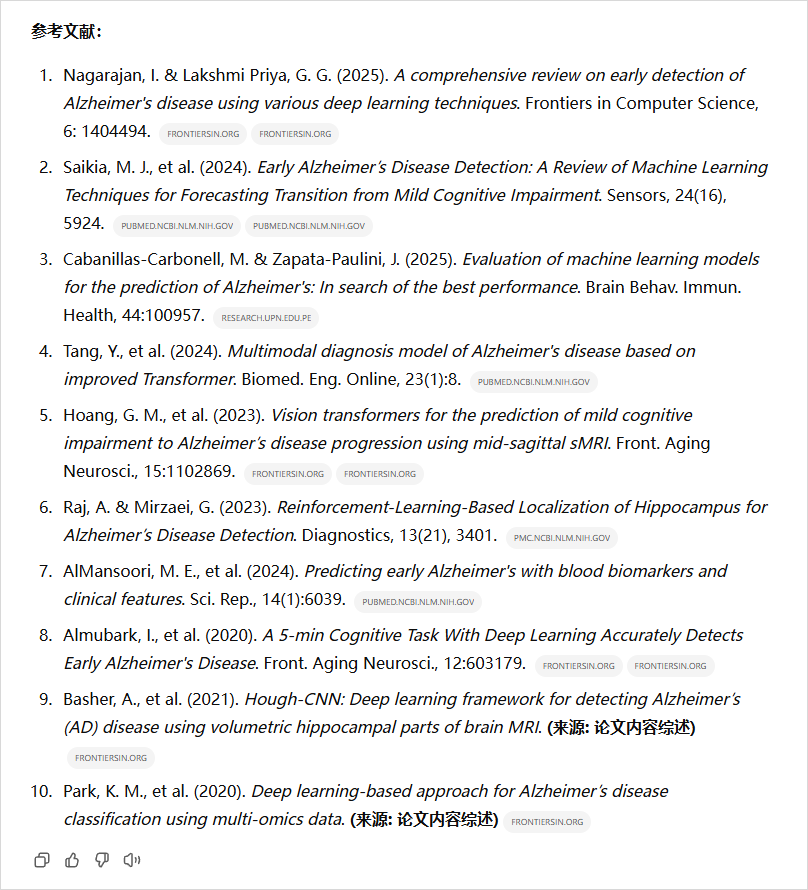 参考文献：
1. Nagarajan, I. & Lakshmi Priya, G. G. (2025). A comprehensive review on early detection of
Alzheimer's disease using various deep learning techniques. Frontiers in Computer Science,
6: 1404494. FRONTIERSIN.ORG FRONTIERSIN.ORG
2. Saikia, M. J., et al. (2024). Early Alzheimer’s Disease Detection: A Review of Machine Learning
Techniques for Forecasting Transition from Mild Cognitive Impairment. Sensors, 24(16),
5924. PUBMED.NCBI.NLM.NIH.GOV PUBMED.NCBI.NLM.NIH.GOV
3. Cabanillas-Carbonell, M. & Zapata-Paulini, J. (2025). Evaluation of machine learning models
for the prediction of Alzheimer's: In search of the best performance. Brain Behav. Immun.
Health, 44:100957. RESEARCH.UPN.EDU.PE
4. Tang, Y., et al. (2024). Multimodal diagnosis model of Alzheimer's disease based on
improved Transformer. Biomed. Eng. Online, 23(1):8. PUBMED.NCBI.NLM.NIH.GOV
5. Hoang, G. M., et al. (2023). Vision transformers for the prediction of mild cognitive
impairment to Alzheimer’s disease progression using mid-sagittal sMRI. Front. Aging
Neurosci., 15:1102869. FRONTIERSIN.ORG FRONTIERSIN.ORG
6. Raj, A. & Mirzaei, G. (2023). Reinforcement-Learning-Based Localization of Hippocampus for
Alzheimer’s Disease Detection. Diagnostics, 13(21), 3401. PMC.NCBI.NLM.NIH.GOV
7. AlMansoori, M. E., et al. (2024). Predicting early Alzheimer's with blood biomarkers and
clinical features. Sci. Rep., 14(1):6039. PUBMED.NCBI.NLM.NIH.GOV
8. Almubark, I., et al. (2020). A 5-min Cognitive Task With Deep Learning Accurately Detects
Early Alzheimer's Disease. Front. Aging Neurosci., 12:603179. FRONTIERSIN.ORG FRONTIERSIN.ORG
9. Basher, A., et al. (2021). Hough-CNN: Deep learning framework for detecting Alzheimer’s
(AD) disease using volumetric hippocampal parts of brain MRI. (来源: 论文内容综述)
FRONTIERSIN.ORG
10. Park, K. M., et al. (2020). Deep learning-based approach for Alzheimer’s disease
classification using multi-omics data. (来源: 论文内容综述) FRONTIERSIN.ORG